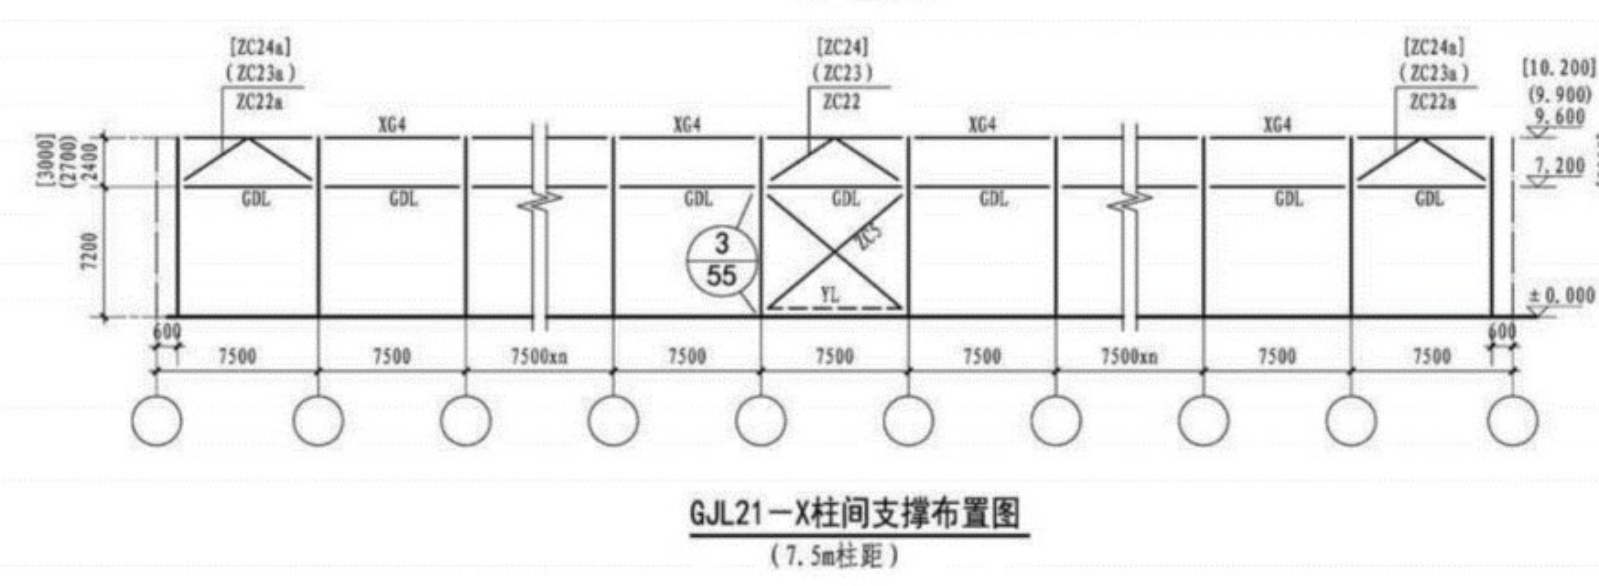 [ZC24a] [ZC24] [ZC24a]
(ZC23a) (ZC23) (ZC23a) [10.200]
ZC22a ZC22 ZC22a (9.900)
XG4 XG4 XG4 XG4 9.600
[3000] (2700) 2400 7.200
GDL GDL GDL GDL GDL GDL GDL
7200 3 ZC5
55
YL ±0.000
600 600
7500 7500 7500xn 7500 7500 7500 7500xn 7500 7500
GJL21-X柱间支撑布置图
(7.5m柱距)